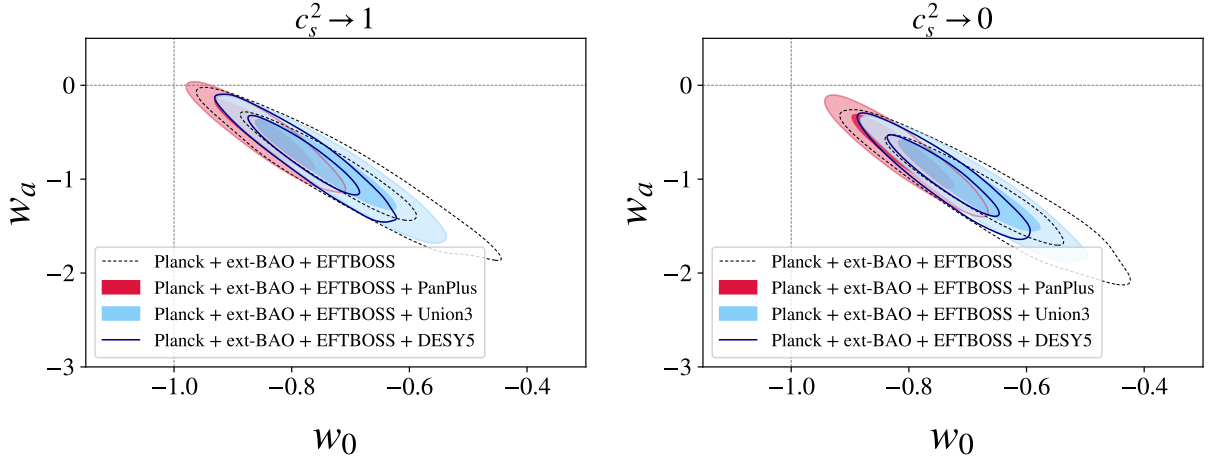 c_s^2 → 1
0
−1
−2
−3
w_a
Planck + ext-BAO + EFTBOSS
Planck + ext-BAO + EFTBOSS + PanPlus
Planck + ext-BAO + EFTBOSS + Union3
Planck + ext-BAO + EFTBOSS + DESY5
−1.0 −0.8 −0.6 −0.4
w_0
c_s^2 → 0
0
−1
−2
−3
w_a
Planck + ext-BAO + EFTBOSS
Planck + ext-BAO + EFTBOSS + PanPlus
Planck + ext-BAO + EFTBOSS + Union3
Planck + ext-BAO + EFTBOSS + DESY5
−1.0 −0.8 −0.6 −0.4
w_0